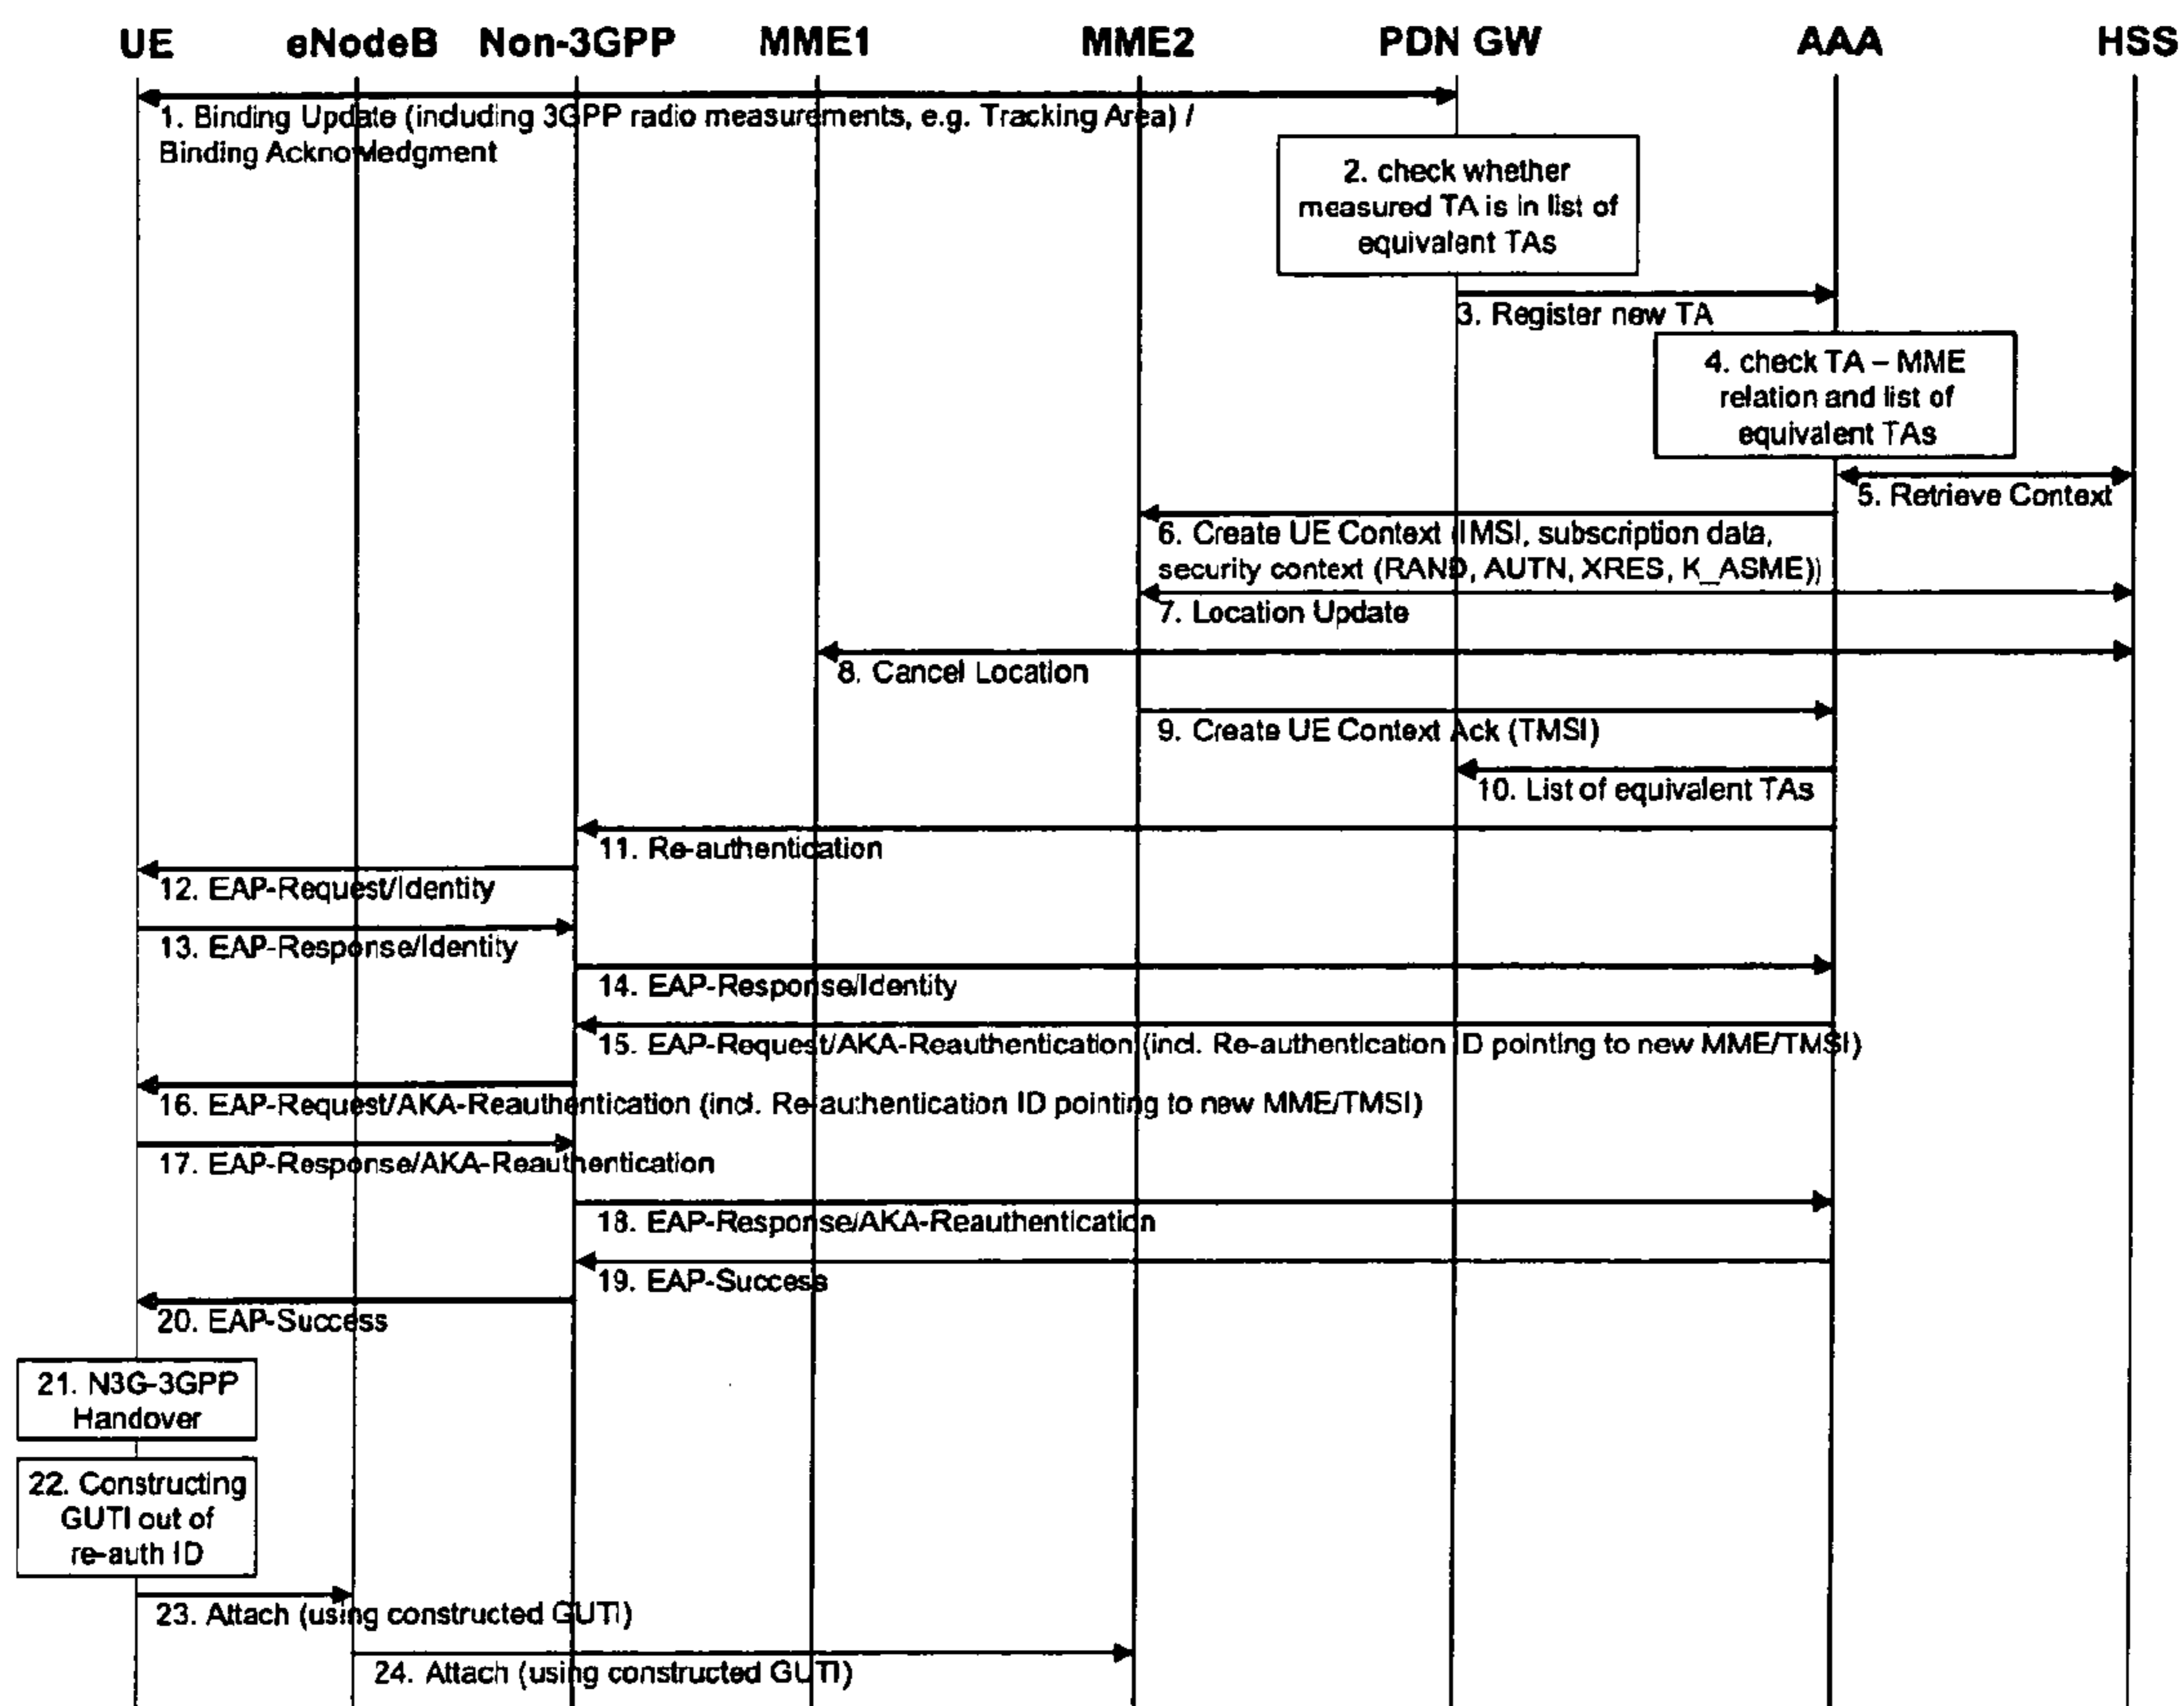 UE eNodeB Non-3GPP MME1 MME2 PDN GW AAA HSS
1. Binding Update (including 3GPP radio measurements, e.g. Tracking Area) /
Binding Acknowledgment
2. check whether
measured TA is in list of
equivalent TAs
3. Register new TA
4. check TA – MME
relation and list of
equivalent TAs
5. Retrieve Context
6. Create UE Context (IMSI, subscription data,
security context (RAND, AUTN, XRES, K_ASME))
7. Location Update
8. Cancel Location
9. Create UE Context Ack (TMSI)
10. List of equivalent TAs
11. Re-authentication
12. EAP-Request/Identity
13. EAP-Response/Identity
14. EAP-Response/Identity
15. EAP-Request/AKA-Reauthentication (incl. Re-authentication ID pointing to new MME/TMSI)
16. EAP-Request/AKA-Reauthentication (incl. Re-authentication ID pointing to new MME/TMSI)
17. EAP-Response/AKA-Reauthentication
18. EAP-Response/AKA-Reauthentication
19. EAP-Success
20. EAP-Success
21. N3G-3GPP
Handover
22. Constructing
GUTI out of
re-auth ID
23. Attach (using constructed GUTI)
24. Attach (using constructed GUTI)